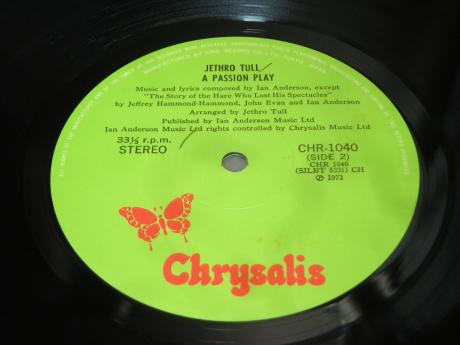 JETHRO TULL
A PASSION PLAY
Music and lyrics composed by Ian Anderson, except
"The Story of the Hare Who Lost His Spectacles"
by Jeffrey Hammond-Hammond, John Evan and Ian Anderson
Arranged by Jethro Tull
Published by Ian Anderson Music Ltd
Ian Anderson Music Ltd rights controlled by Chrysalis Music Ltd
33⅓ r.p.m.
STEREO
CHR-1040
(SIDE 2)
CHR 1040
(SILBT 5331) CH
℗ 1973
Chrysalis